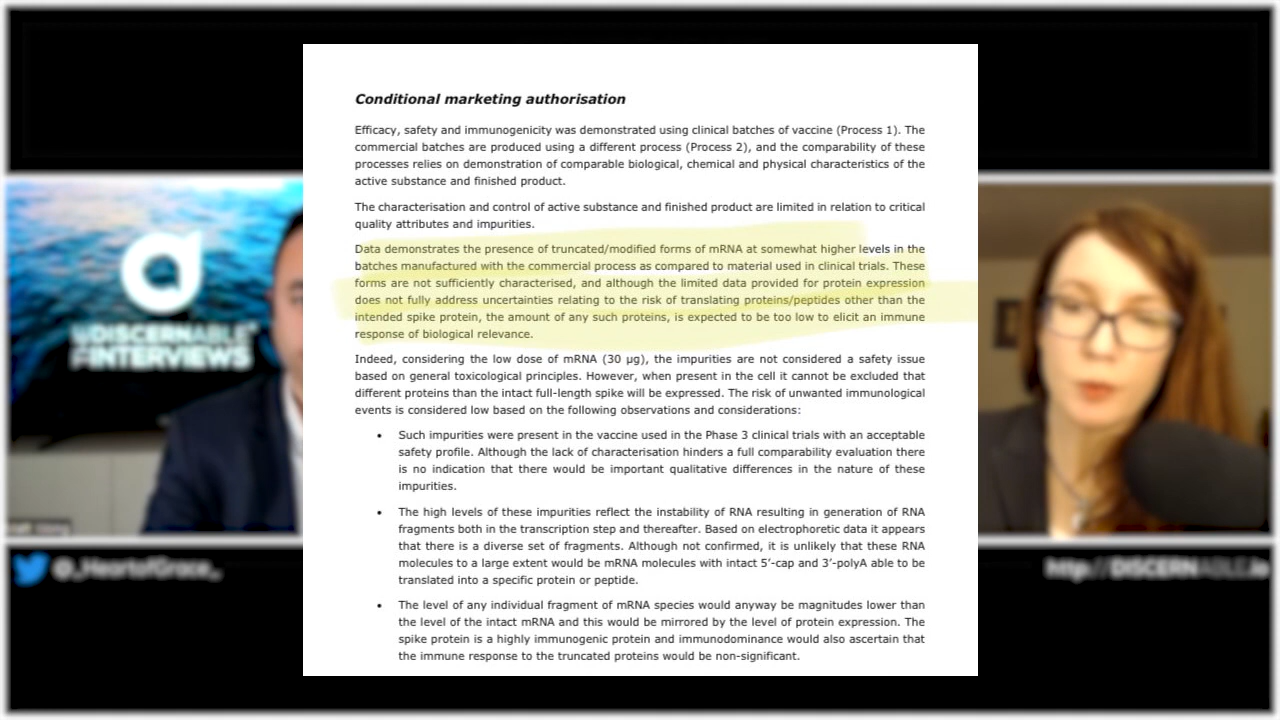 Conditional marketing authorisation
Efficacy, safety and immunogenicity was demonstrated using clinical batches of vaccine (Process 1). The
commercial batches are produced using a different process (Process 2), and the comparability of these
processes relies on demonstration of comparable biological, chemical and physical characteristics of the
active substance and finished product.
The characterisation and control of active substance and finished product are limited in relation to critical
quality attributes and impurities.
Data demonstrates the presence of truncated/modified forms of mRNA at somewhat higher levels in the
batches manufactured with the commercial process as compared to material used in clinical trials. These
forms are not sufficiently characterised, and although the limited data provided for protein expression
does not fully address uncertainties relating to the risk of translating proteins/peptides other than the
intended spike protein, the amount of any such proteins, is expected to be too low to elicit an immune
response of biological relevance.
Indeed, considering the low dose of mRNA (30 µg), the impurities are not considered a safety issue
based on general toxicological principles. However, when present in the cell it cannot be excluded that
different proteins than the intact full-length spike will be expressed. The risk of unwanted immunological
events is considered low based on the following observations and considerations:
• Such impurities were present in the vaccine used in the Phase 3 clinical trials with an acceptable
safety profile. Although the lack of characterisation hinders a full comparability evaluation there
is no indication that there would be important qualitative differences in the nature of these
impurities.
• The high levels of these impurities reflect the instability of RNA resulting in generation of RNA
fragments both in the transcription step and thereafter. Based on electrophoretic data it appears
that there is a diverse set of fragments. Although not confirmed, it is unlikely that these RNA
molecules to a large extent would be mRNA molecules with intact 5’-cap and 3’-polyA able to be
translated into a specific protein or peptide.
• The level of any individual fragment of mRNA species would anyway be magnitudes lower than
the level of the intact mRNA and this would be mirrored by the level of protein expression. The
spike protein is a highly immunogenic protein and immunodominance would also ascertain that
the immune response to the truncated proteins would be non-significant.
DISCERNABLE
INTERVIEWS
@_HeartofGrace_
http://DISCERNABLE.io